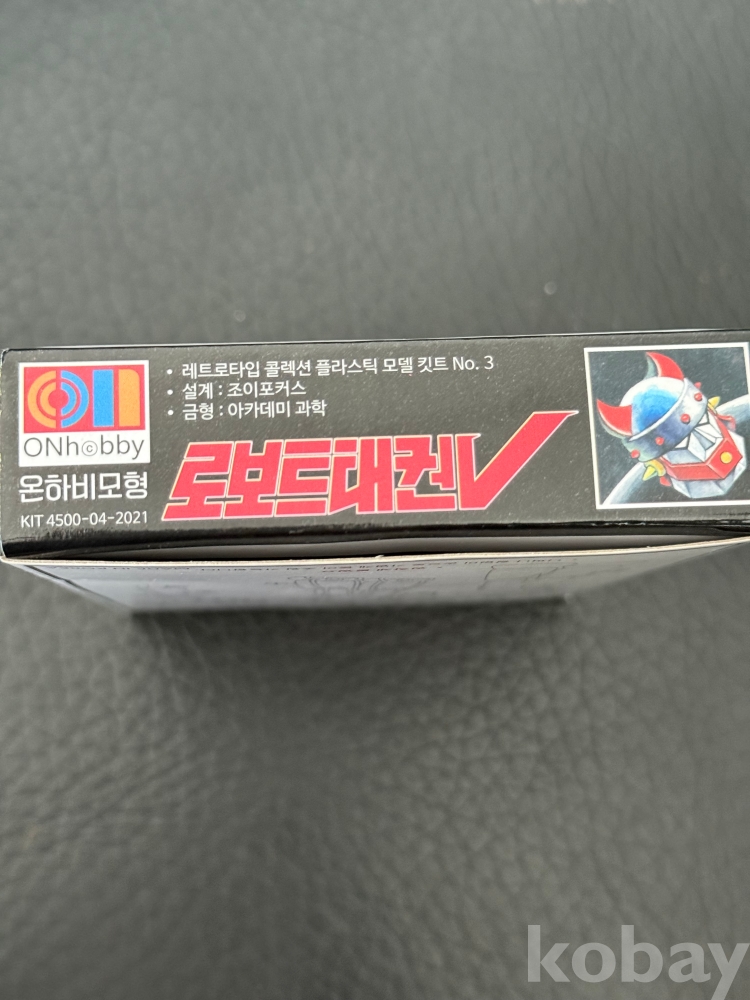 • 레트로타입 콜렉션 플라스틱 모델 킷트 No. 3
• 설계 : 조이포커스
• 금형 : 아카데미 과학
ON
ONhobby
온하비모형
KIT 4500-04-2021
로보트태권V
kobay